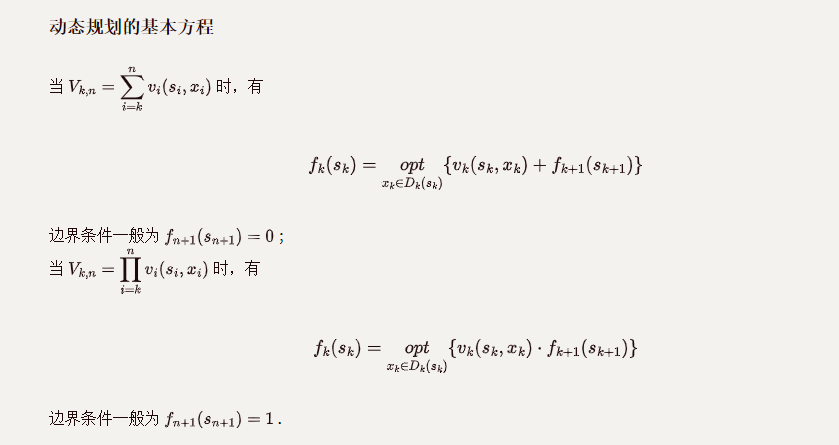 动态规划的基本方程
当 $V_{k,n} = \sum_{i=k}^{n} v_i(s_i, x_i)$ 时，有
$f_k(s_k) = \underset{x_k \in D_k(s_k)}{opt} \{v_k(s_k, x_k) + f_{k+1}(s_{k+1})\}$
边界条件一般为 $f_{n+1}(s_{n+1}) = 0$；
当 $V_{k,n} = \prod_{i=k}^{n} v_i(s_i, x_i)$ 时，有
$f_k(s_k) = \underset{x_k \in D_k(s_k)}{opt} \{v_k(s_k, x_k) \cdot f_{k+1}(s_{k+1})\}$
边界条件一般为 $f_{n+1}(s_{n+1}) = 1$.